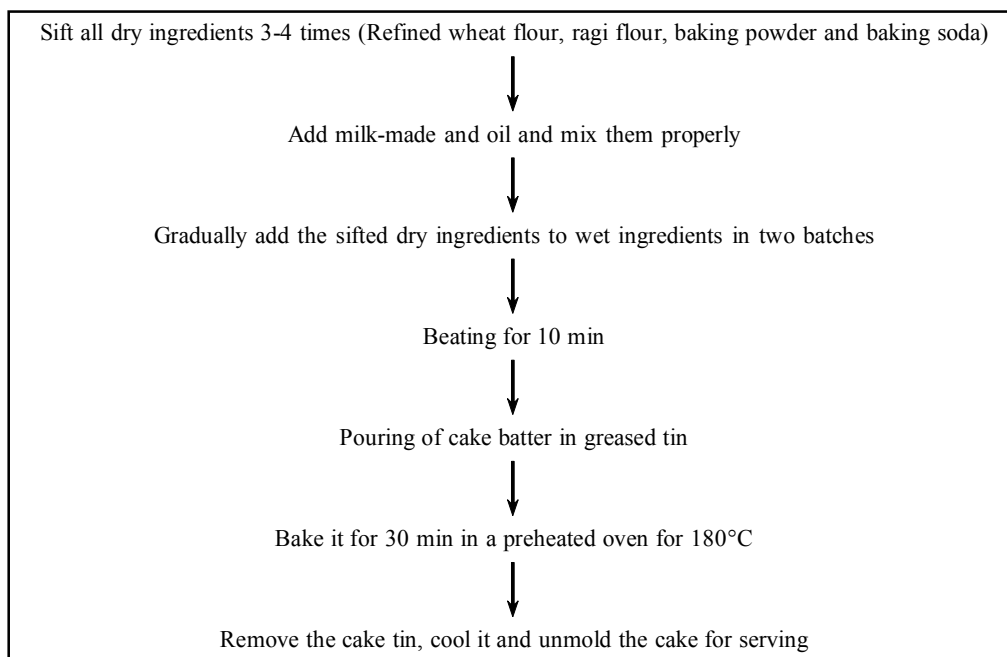 Sift all dry ingredients 3-4 times (Refined wheat flour, ragi flour, baking powder and baking soda)
Add milk-made and oil and mix them properly
Gradually add the sifted dry ingredients to wet ingredients in two batches
Beating for 10 min
Pouring of cake batter in greased tin
Bake it for 30 min in a preheated oven for 180°C
Remove the cake tin, cool it and unmold the cake for serving